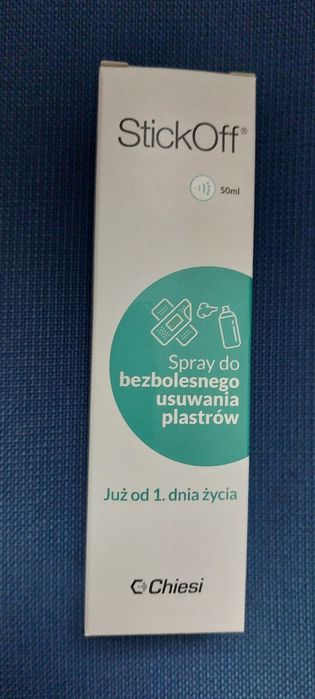 StickOff®
50ml
Spray do
bezbolesnego
usuwania
plastrów
Już od 1. dnia życia
Chiesi